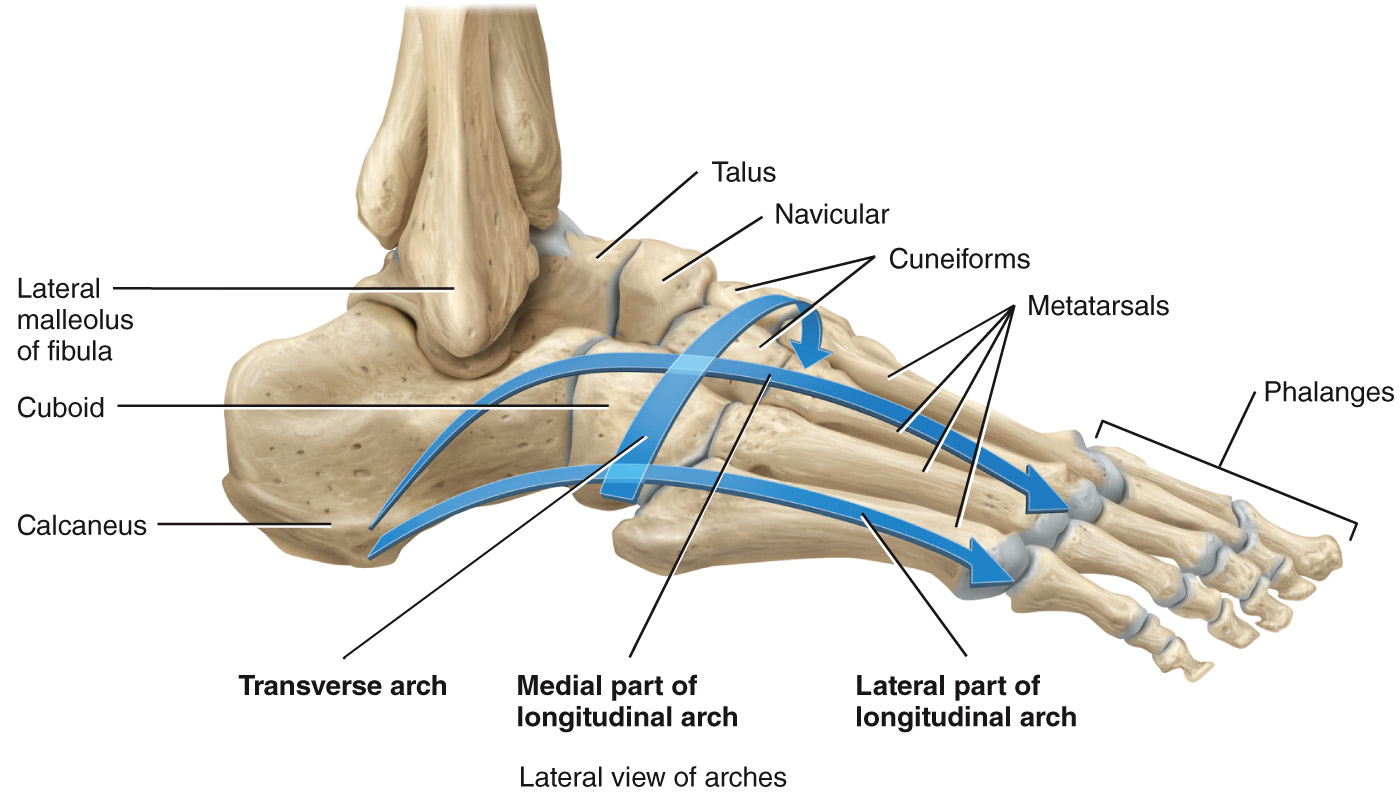 Talus
Navicular
Cuneiforms
Metatarsals
Phalanges
Lateral
malleolus
of fibula
Cuboid
Calcaneus
Transverse arch
Medial part of
longitudinal arch
Lateral part of
longitudinal arch
Lateral view of arches